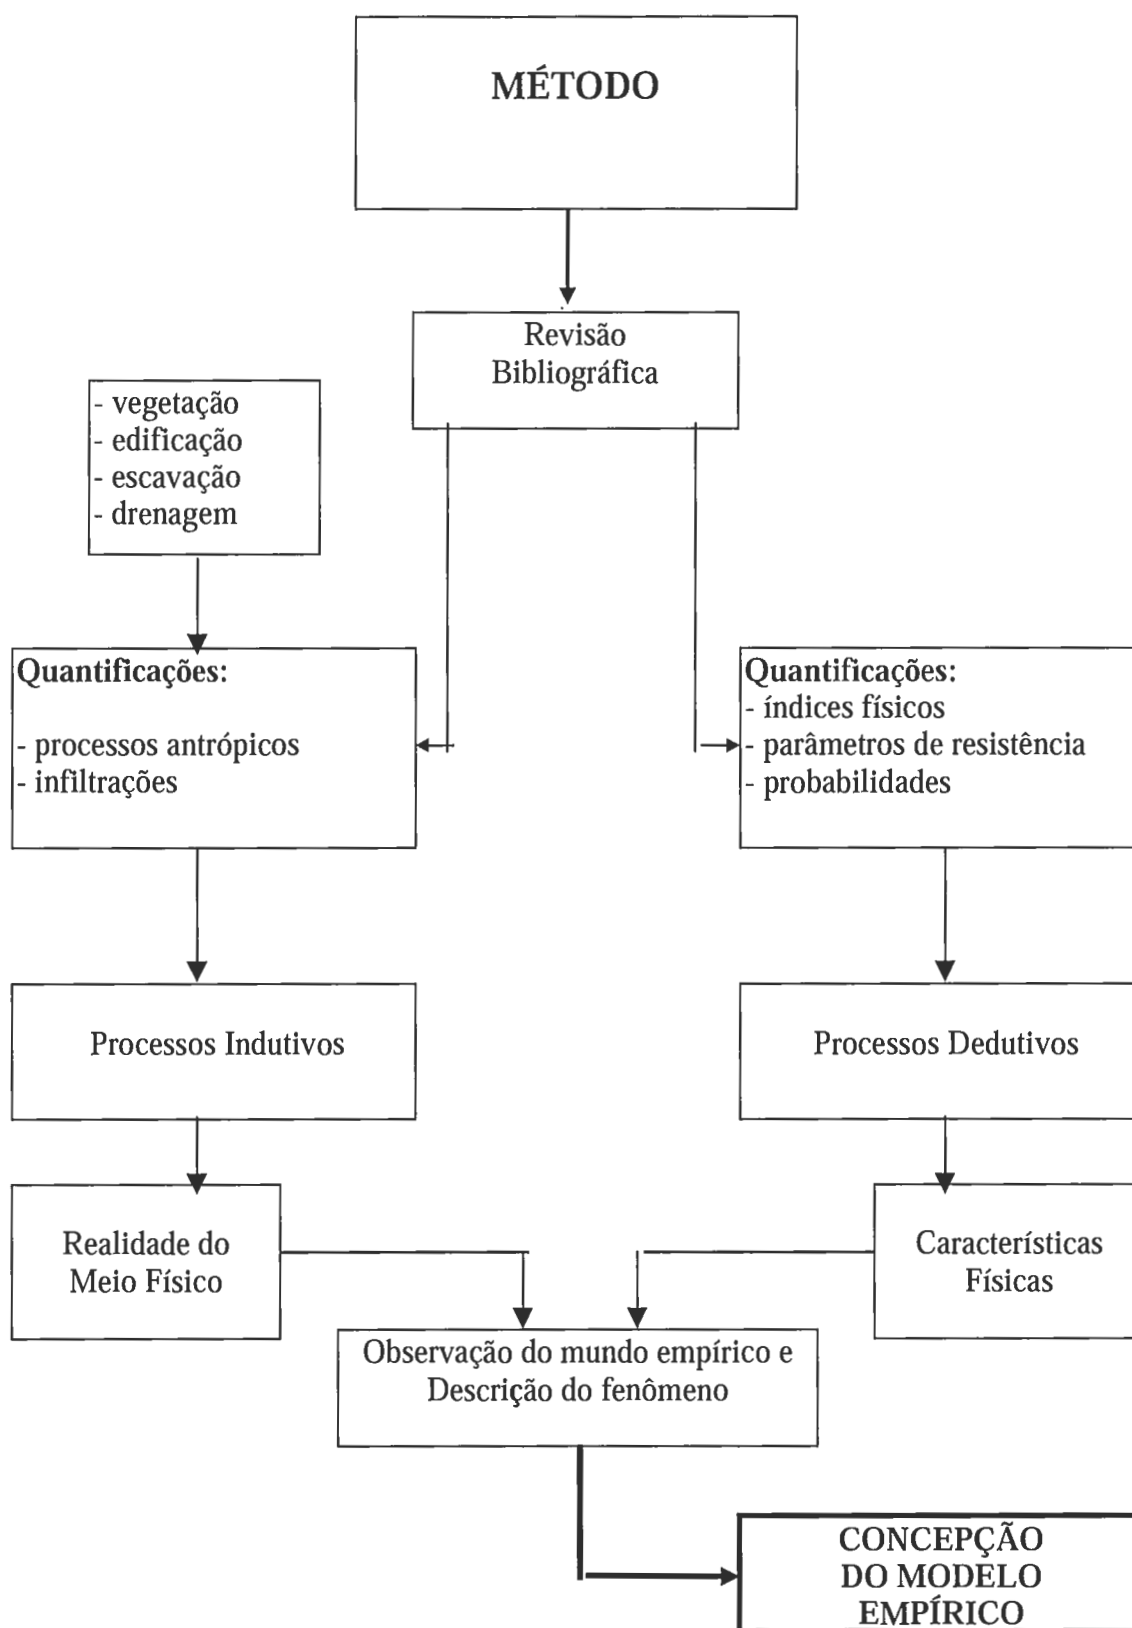 MÉTODO
Revisão
Bibliográfica
- vegetação
- edificação
- escavação
- drenagem
Quantificações:
- processos antrópicos
- infiltrações
Quantificações:
- índices físicos
- parâmetros de resistência
- probabilidades
Processos Indutivos
Processos Dedutivos
Realidade do
Meio Físico
Características
Físicas
Observação do mundo empírico e
Descrição do fenômeno
CONCEPÇÃO
DO MODELO
EMPÍRICO